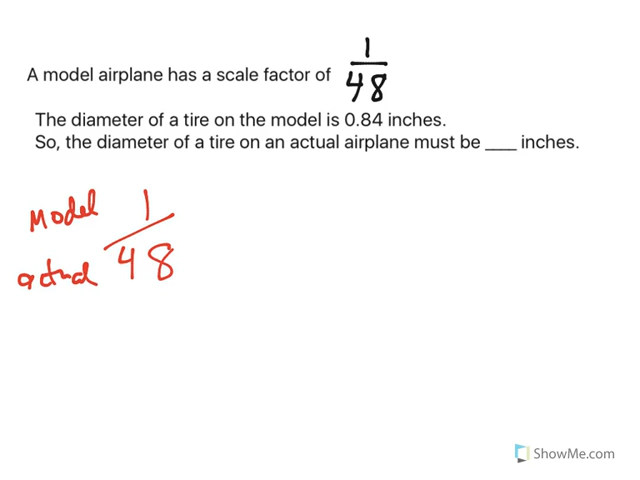 A model airplane has a scale factor of 1/48
The diameter of a tire on the model is 0.84 inches.
So, the diameter of a tire on an actual airplane must be ____ inches.
Model 1
actual 48
ShowMe.com